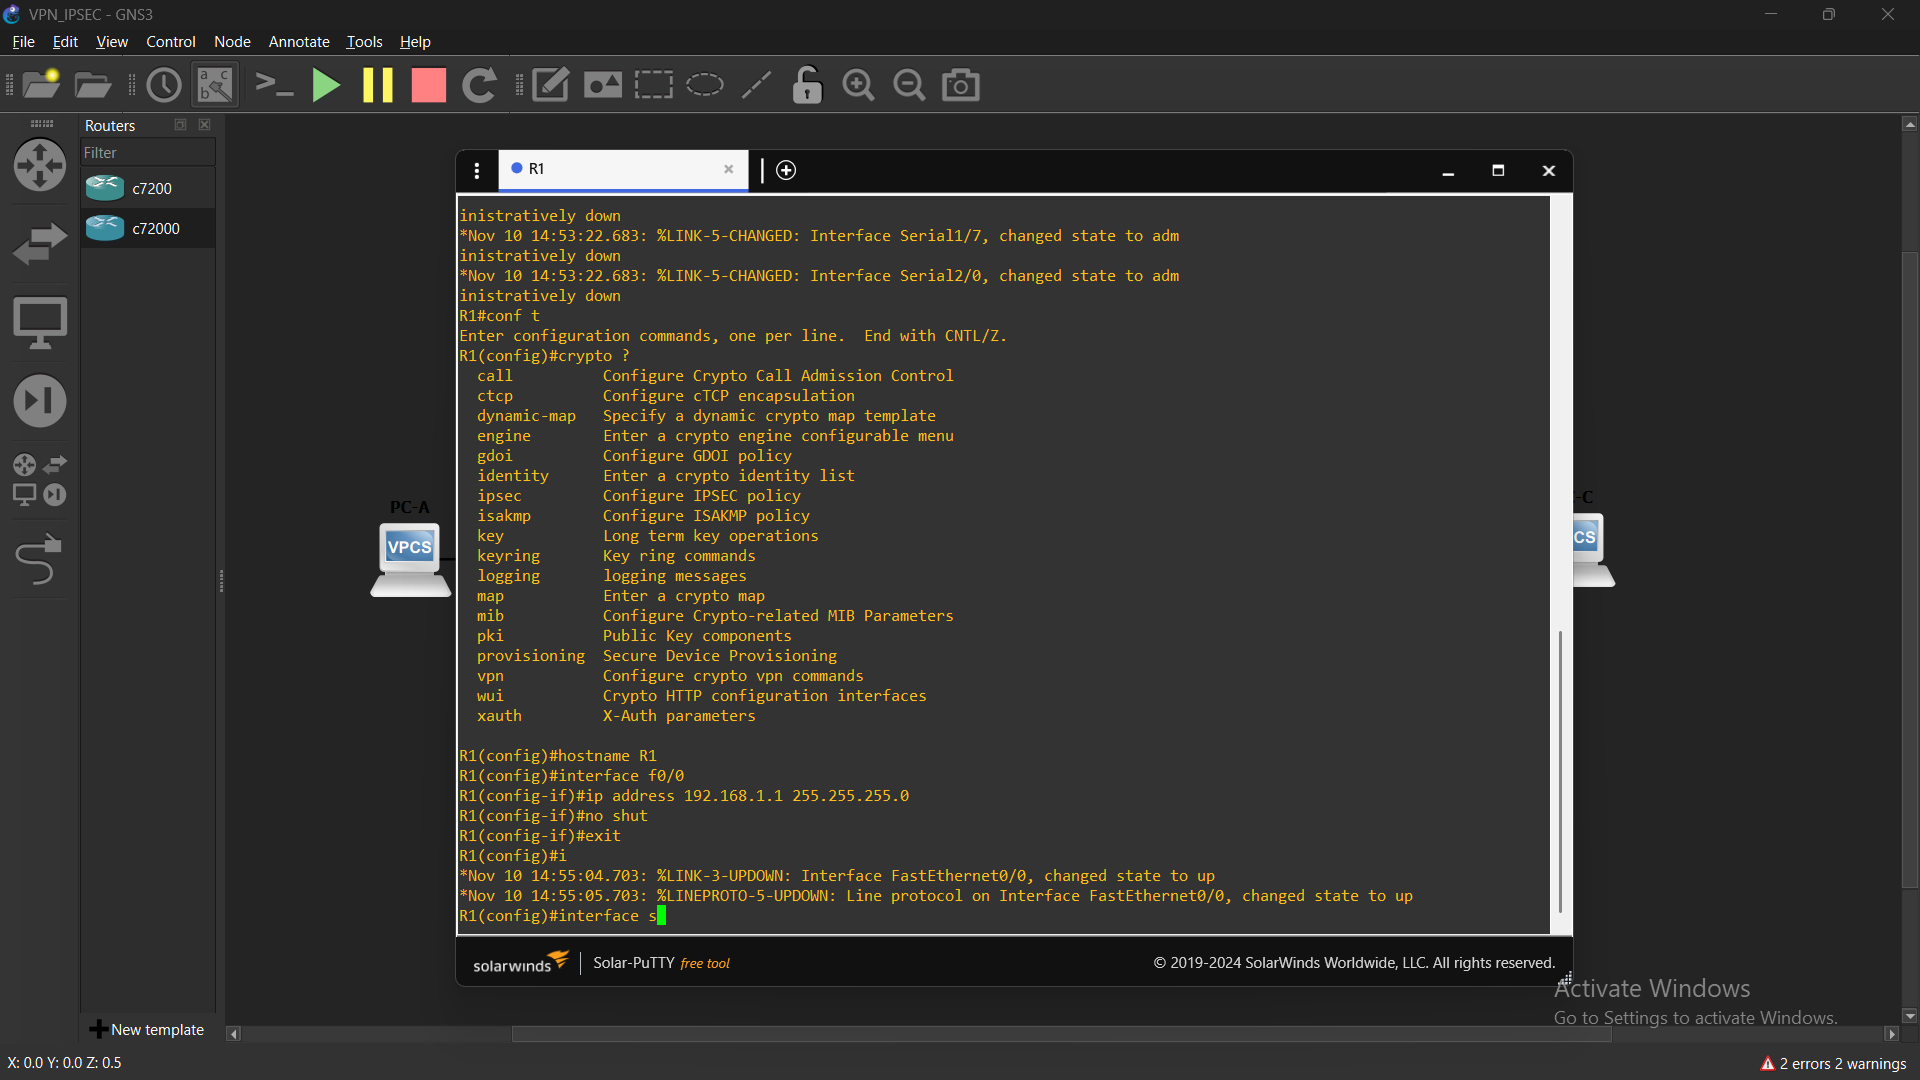 VPN_IPSEC - GNS3
File Edit View Control Node Annotate Tools Help
Routers
Filter
c7200
c72000
R1
inistratively down
*Nov 10 14:53:22.683: %LINK-5-CHANGED: Interface Serial1/7, changed state to adm
inistratively down
*Nov 10 14:53:22.683: %LINK-5-CHANGED: Interface Serial2/0, changed state to adm
inistratively down
R1#conf t
Enter configuration commands, one per line.  End with CNTL/Z.
R1(config)#crypto ?
  call          Configure Crypto Call Admission Control
  ctcp          Configure cTCP encapsulation
  dynamic-map   Specify a dynamic crypto map template
  engine        Enter a crypto engine configurable menu
  gdoi          Configure GDOI policy
  identity      Enter a crypto identity list
  ipsec         Configure IPSEC policy
  isakmp        Configure ISAKMP policy
  key           Long term key operations
  keyring       Key ring commands
  logging       logging messages
  map           Enter a crypto map
  mib           Configure Crypto-related MIB Parameters
  pki           Public Key components
  provisioning  Secure Device Provisioning
  vpn           Configure crypto vpn commands
  wui           Crypto HTTP configuration interfaces
  xauth         X-Auth parameters
R1(config)#hostname R1
R1(config)#interface f0/0
R1(config-if)#ip address 192.168.1.1 255.255.255.0
R1(config-if)#no shut
R1(config-if)#exit
R1(config)#i
*Nov 10 14:55:04.703: %LINK-3-UPDOWN: Interface FastEthernet0/0, changed state to up
*Nov 10 14:55:05.703: %LINEPROTO-5-UPDOWN: Line protocol on Interface FastEthernet0/0, changed state to up
R1(config)#interface s
PC-A
VPCS
-C
CS
solarwinds Solar-PuTTY free tool © 2019-2024 SolarWinds Worldwide, LLC. All rights reserved.
Activate Windows
Go to Settings to activate Windows.
New template
X: 0.0 Y: 0.0 Z: 0.5
2 errors 2 warnings